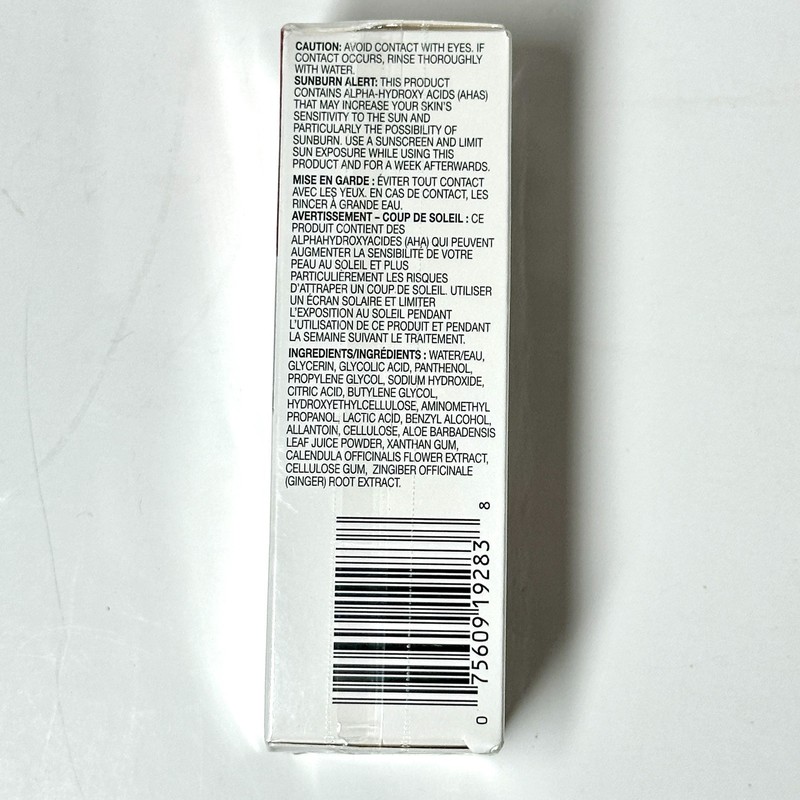 CAUTION: AVOID CONTACT WITH EYES. IF
CONTACT OCCURS, RINSE THOROUGHLY
WITH WATER.
SUNBURN ALERT: THIS PRODUCT
CONTAINS ALPHA-HYDROXY ACIDS (AHAS)
THAT MAY INCREASE YOUR SKIN'S
SENSITIVITY TO THE SUN AND
PARTICULARLY THE POSSIBILITY OF
SUNBURN. USE A SUNSCREEN AND LIMIT
SUN EXPOSURE WHILE USING THIS
PRODUCT AND FOR A WEEK AFTERWARDS.
MISE EN GARDE : ÉVITER TOUT CONTACT
AVEC LES YEUX. EN CAS DE CONTACT, LES
RINCER À GRANDE EAU.
AVERTISSEMENT – COUP DE SOLEIL : CE
PRODUIT CONTIENT DES
ALPHAHYDROXYACIDES (AHA) QUI PEUVENT
AUGMENTER LA SENSIBILITÉ DE VOTRE
PEAU AU SOLEIL ET PLUS
PARTICULIÈREMENT LES RISQUES
D'ATTRAPER UN COUP DE SOLEIL. UTILISER
UN ÉCRAN SOLAIRE ET LIMITER
L'EXPOSITION AU SOLEIL PENDANT
L'UTILISATION DE CE PRODUIT ET PENDANT
LA SEMAINE SUIVANT LE TRAITEMENT.
INGREDIENTS/INGRÉDIENTS : WATER/EAU,
GLYCERIN, GLYCOLIC ACID, PANTHENOL,
PROPYLENE GLYCOL, SODIUM HYDROXIDE,
CITRIC ACID, BUTYLENE GLYCOL,
HYDROXYETHYLCELLULOSE, AMINOMETHYL
PROPANOL, LACTIC ACID, BENZYL ALCOHOL,
ALLANTOIN, CELLULOSE, ALOE BARBADENSIS
LEAF JUICE POWDER, XANTHAN GUM,
CALENDULA OFFICINALIS FLOWER EXTRACT,
CELLULOSE GUM, ZINGIBER OFFICINALE
(GINGER) ROOT EXTRACT.
0 75609 19283 8